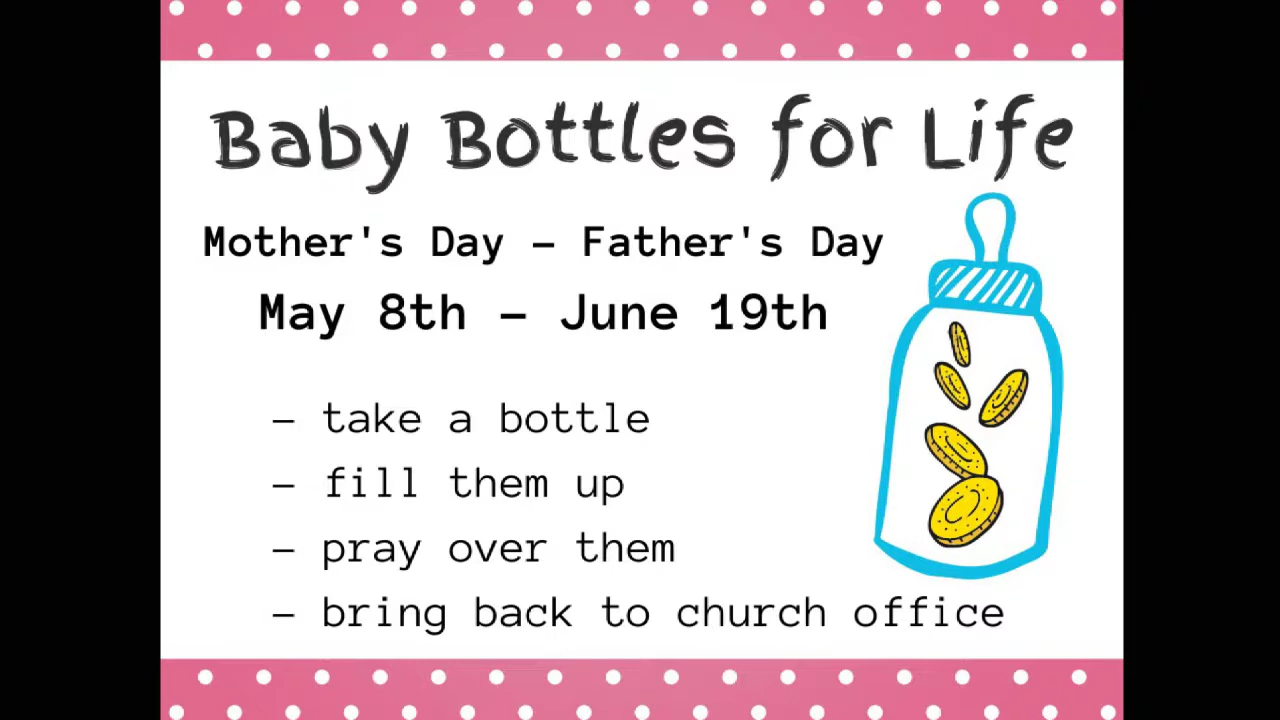 Baby Bottles for Life
Mother's Day - Father's Day
May 8th - June 19th
- take a bottle
- fill them up
- pray over them
- bring back to church office